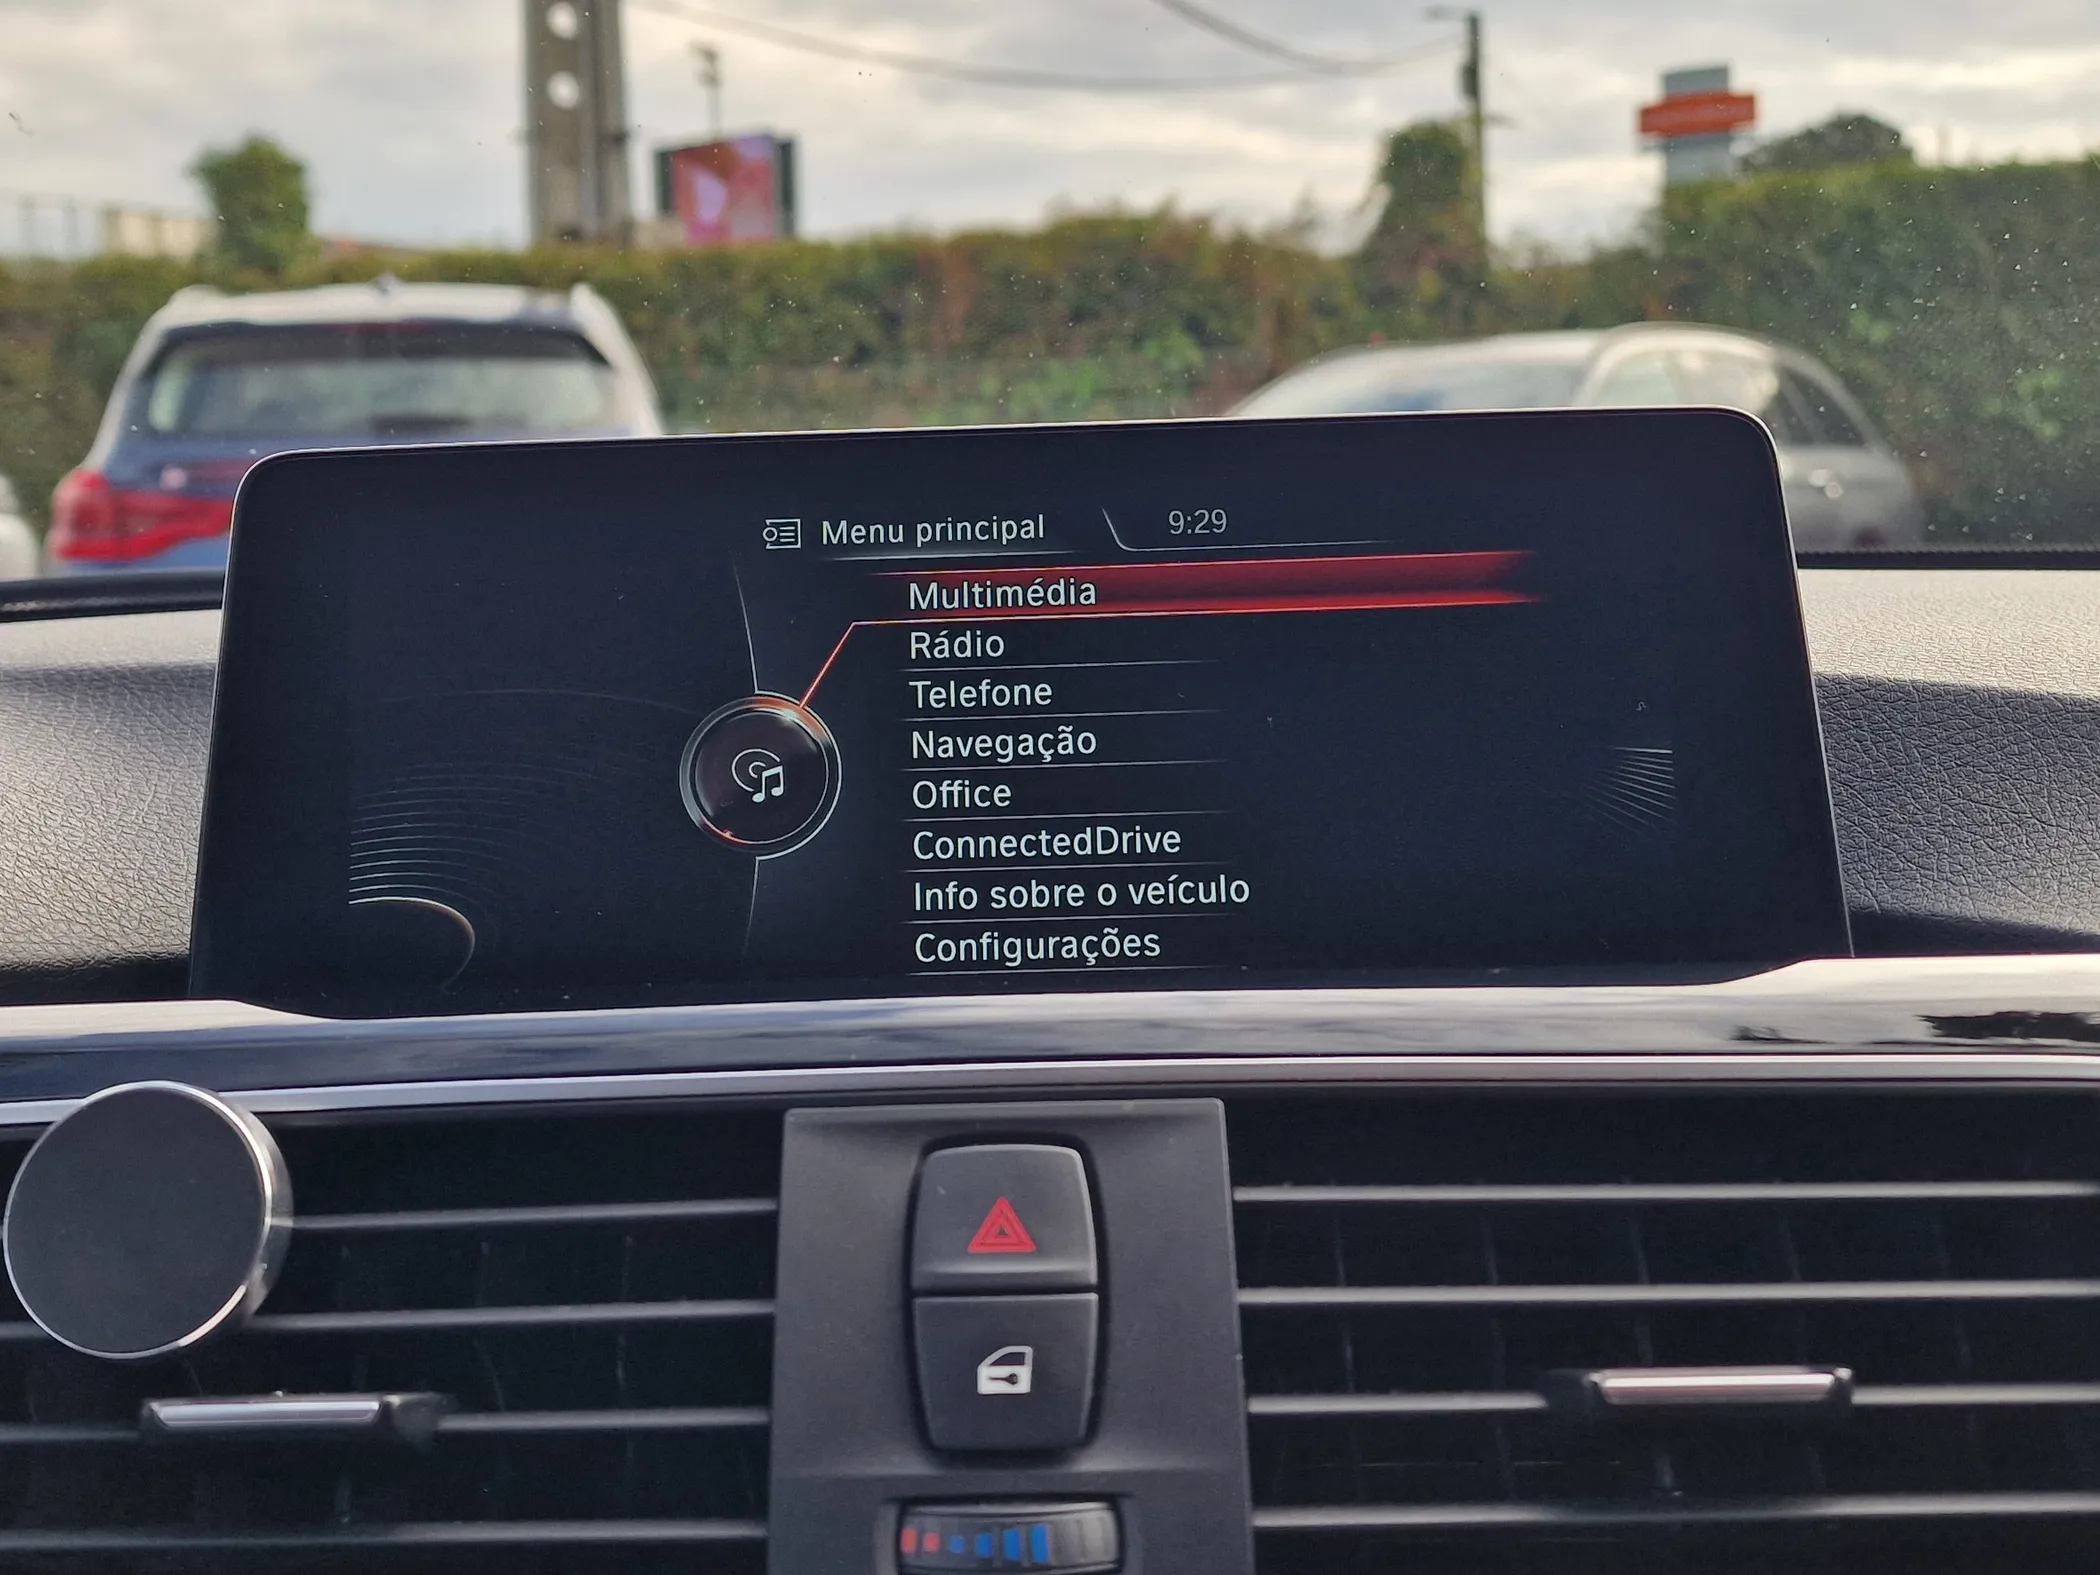 Menu principal 9:29
Multimédia
Rádio
Telefone
Navegação
Office
ConnectedDrive
Info sobre o veículo
Configurações